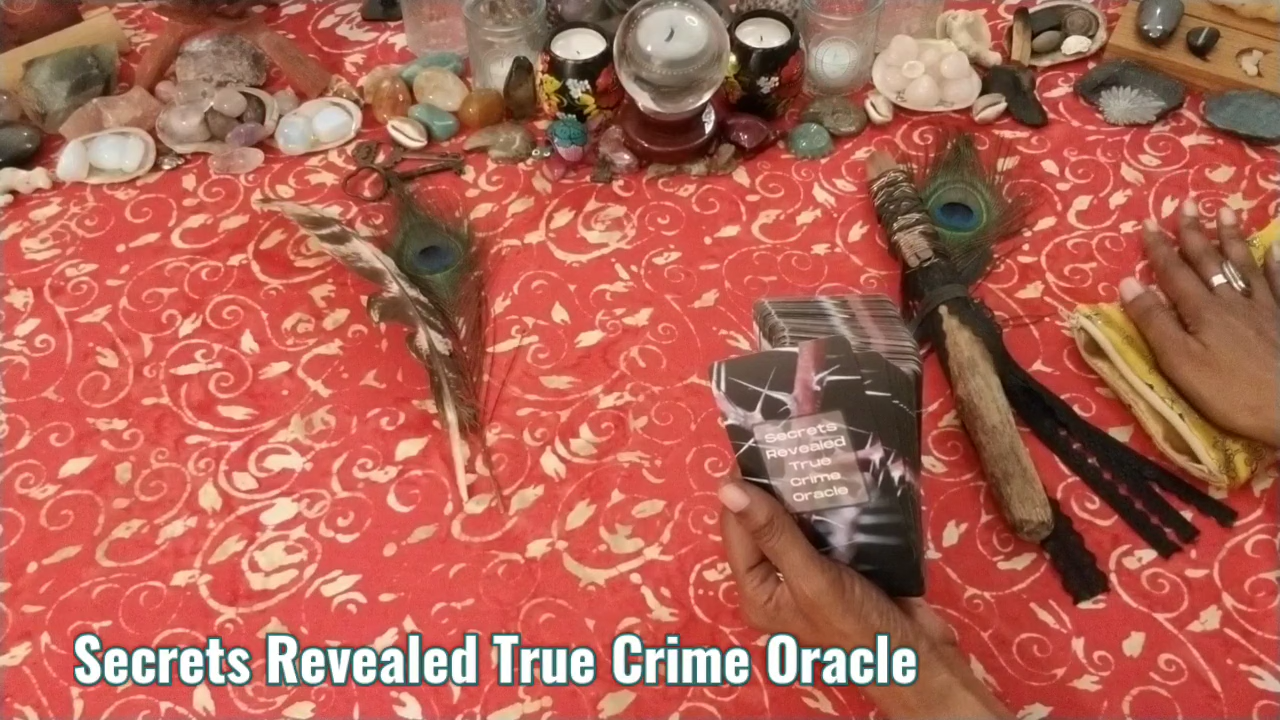 Secrets
Revealed
True
Crime
Oracle
Secrets Revealed True Crime Oracle